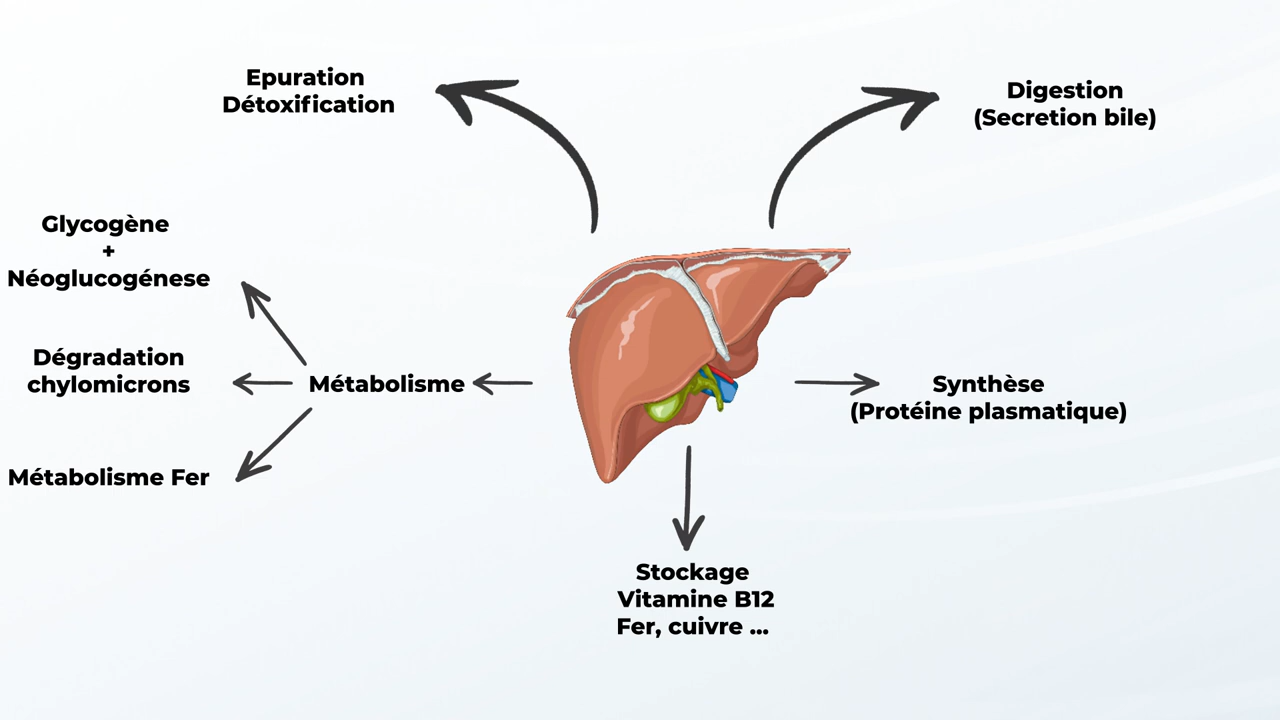 Epuration
Détoxification
Digestion
(Secretion bile)
Glycogène
+
Néoglucogénese
Dégradation
chylomicrons
Métabolisme
Métabolisme Fer
Synthèse
(Protéine plasmatique)
Stockage
Vitamine B12
Fer, cuivre ...